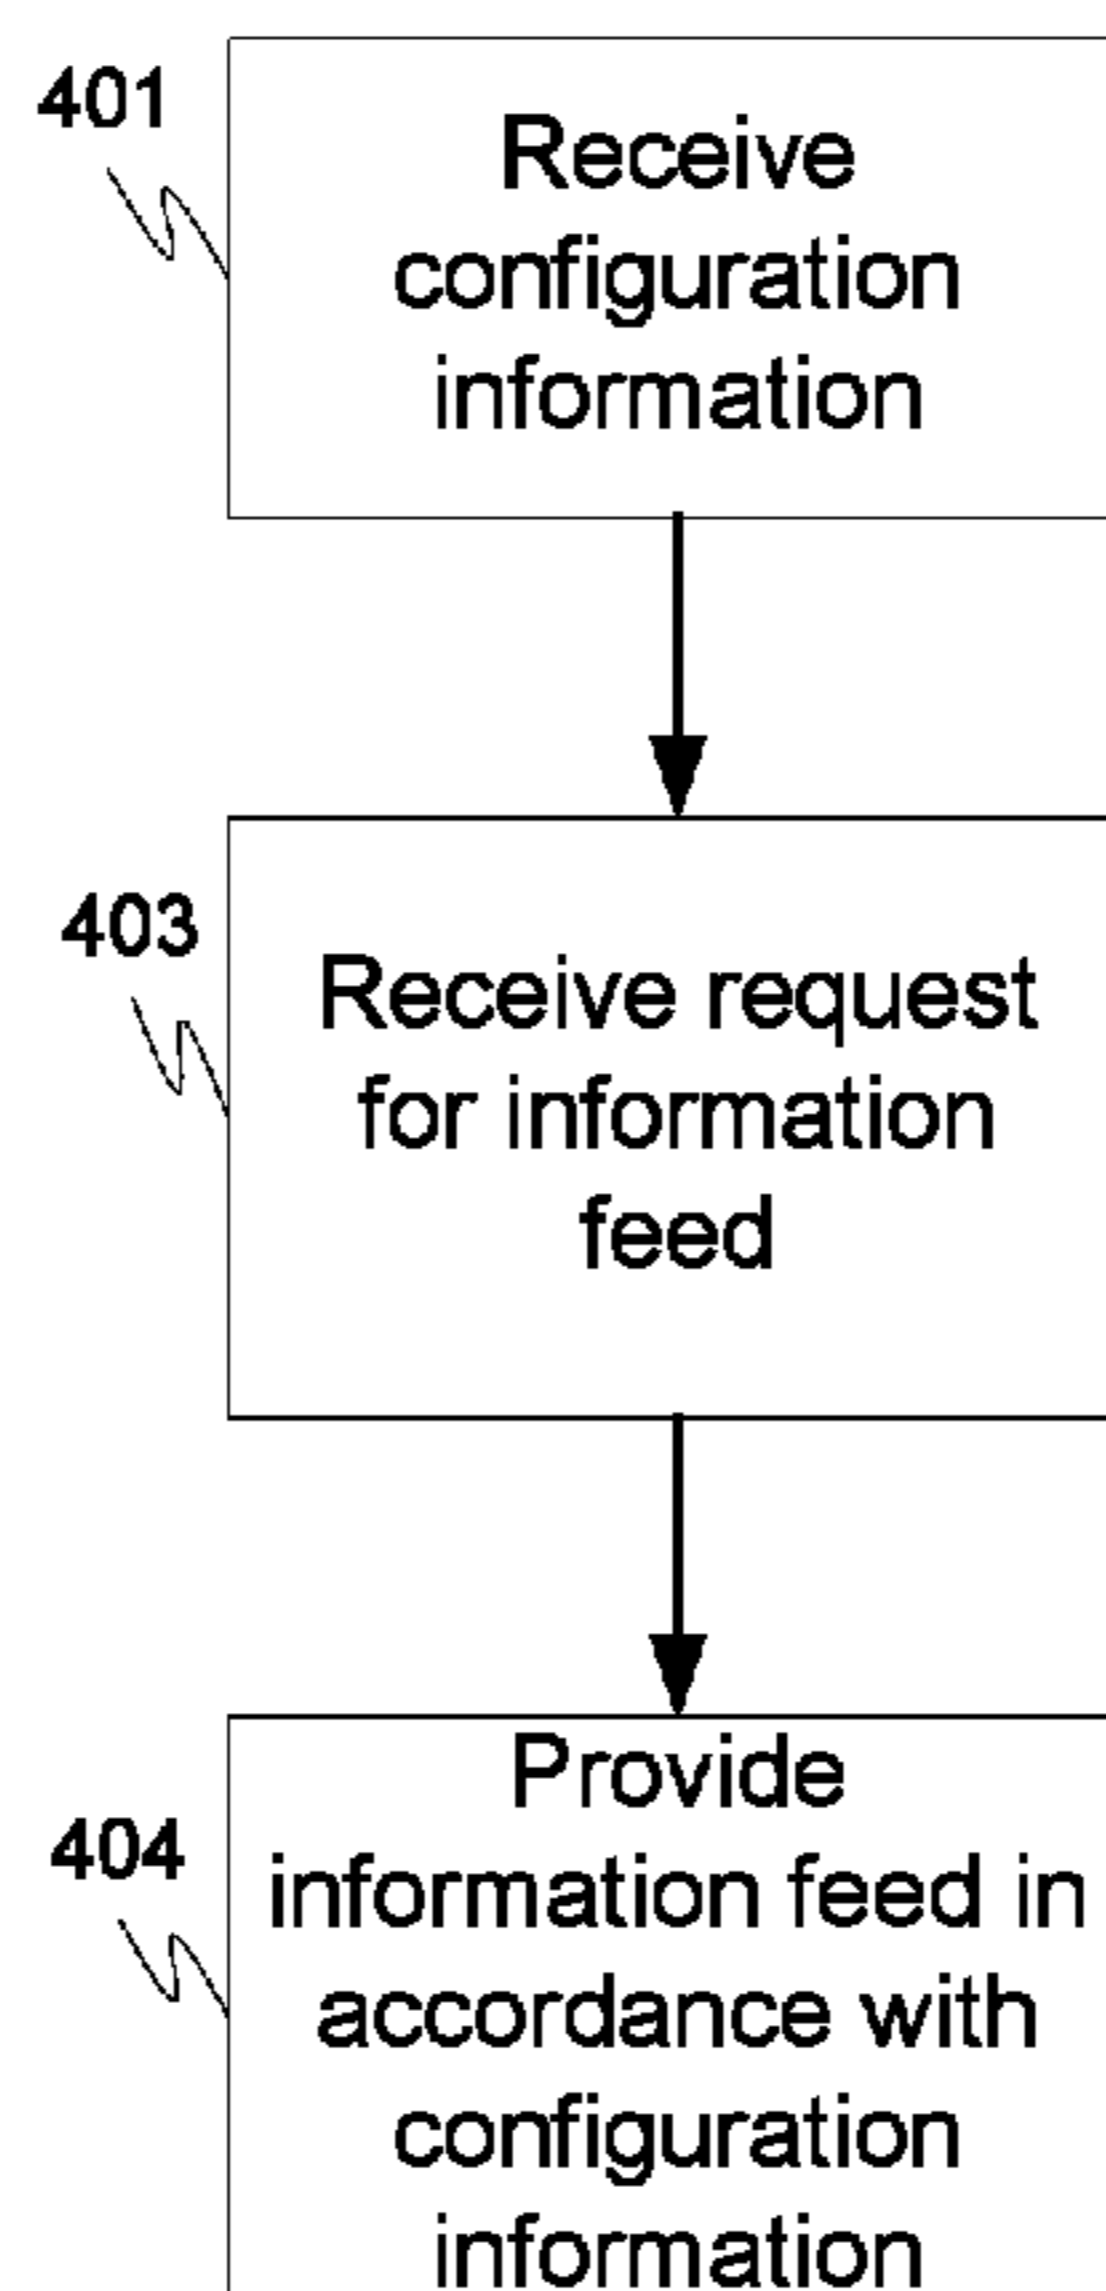 401
Receive
configuration
information
403
Receive request
for information
feed
404
Provide
information feed in
accordance with
configuration
information